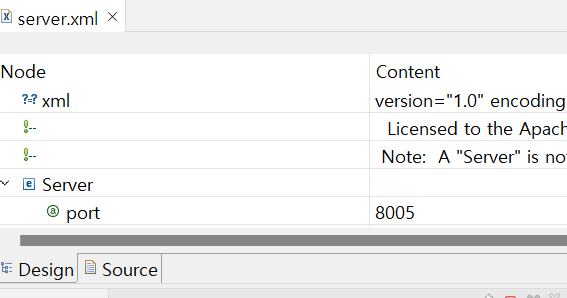 server.xml
Node Content
xml version="1.0" encoding
Licensed to the Apach
Note: A "Server" is no
Server
port 8005
Design Source